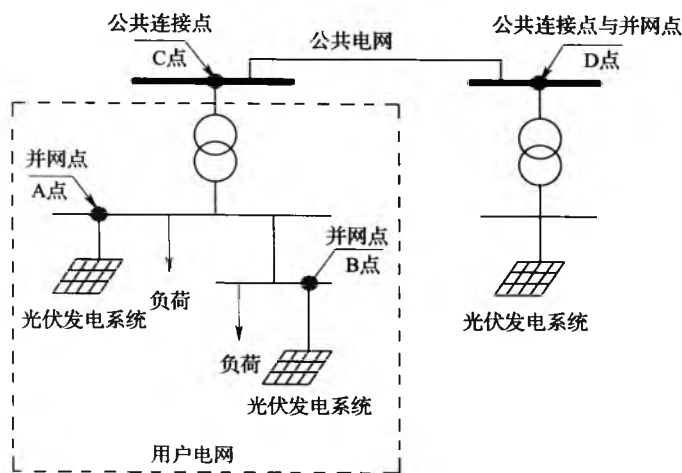 公共连接点
C点
公共电网
公共连接点与并网点
D点
并网点
A点
并网点
B点
负荷
光伏发电系统
负荷
光伏发电系统
光伏发电系统
用户电网